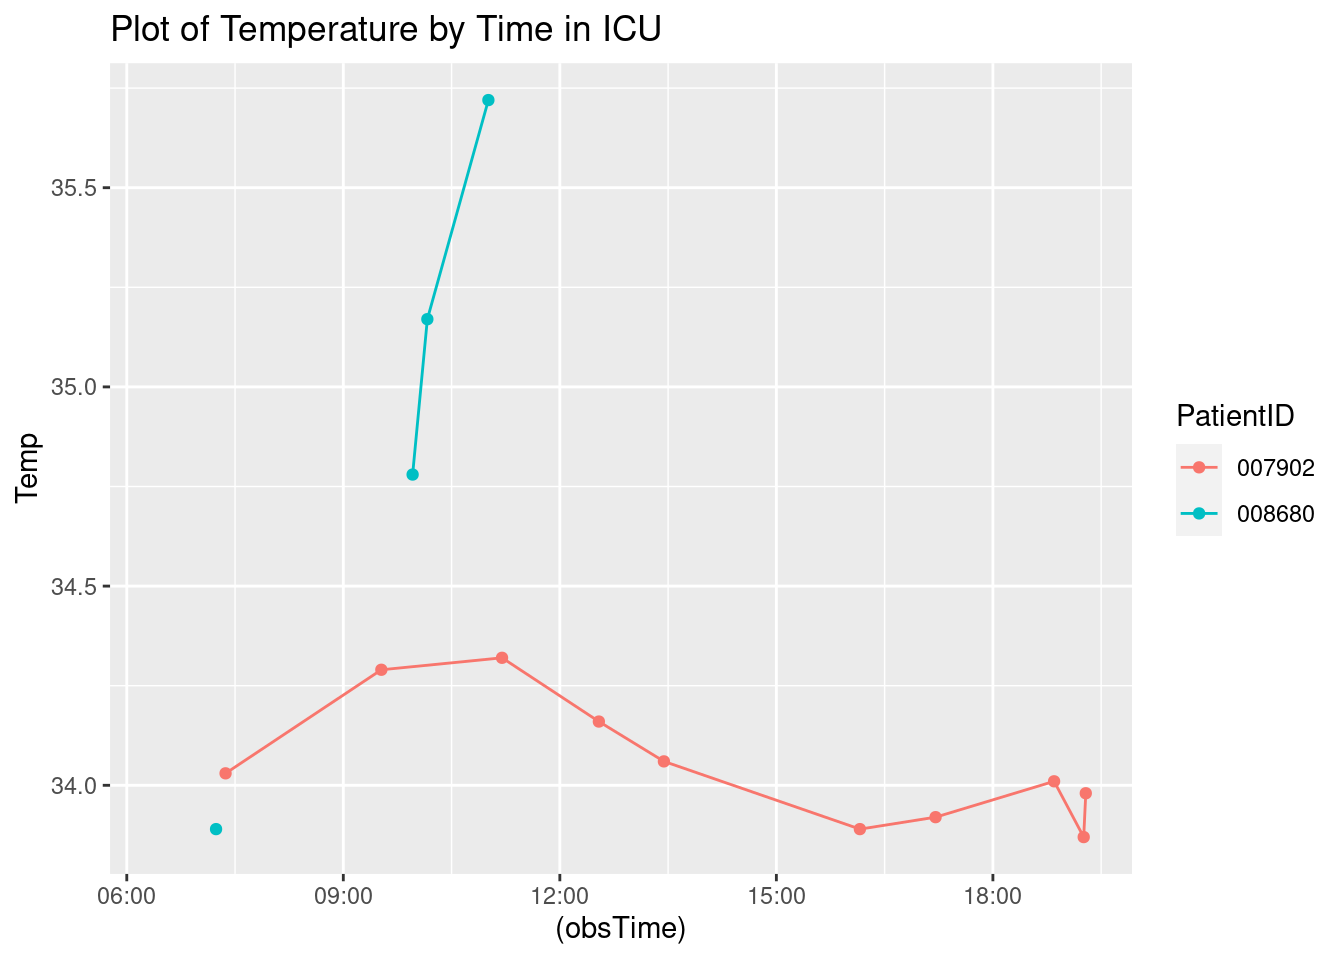 Plot of Temperature by Time in ICU
35.5
35.0
34.5
34.0
Temp
06:00 09:00 12:00 15:00 18:00
(obsTime)
PatientID
007902
008680